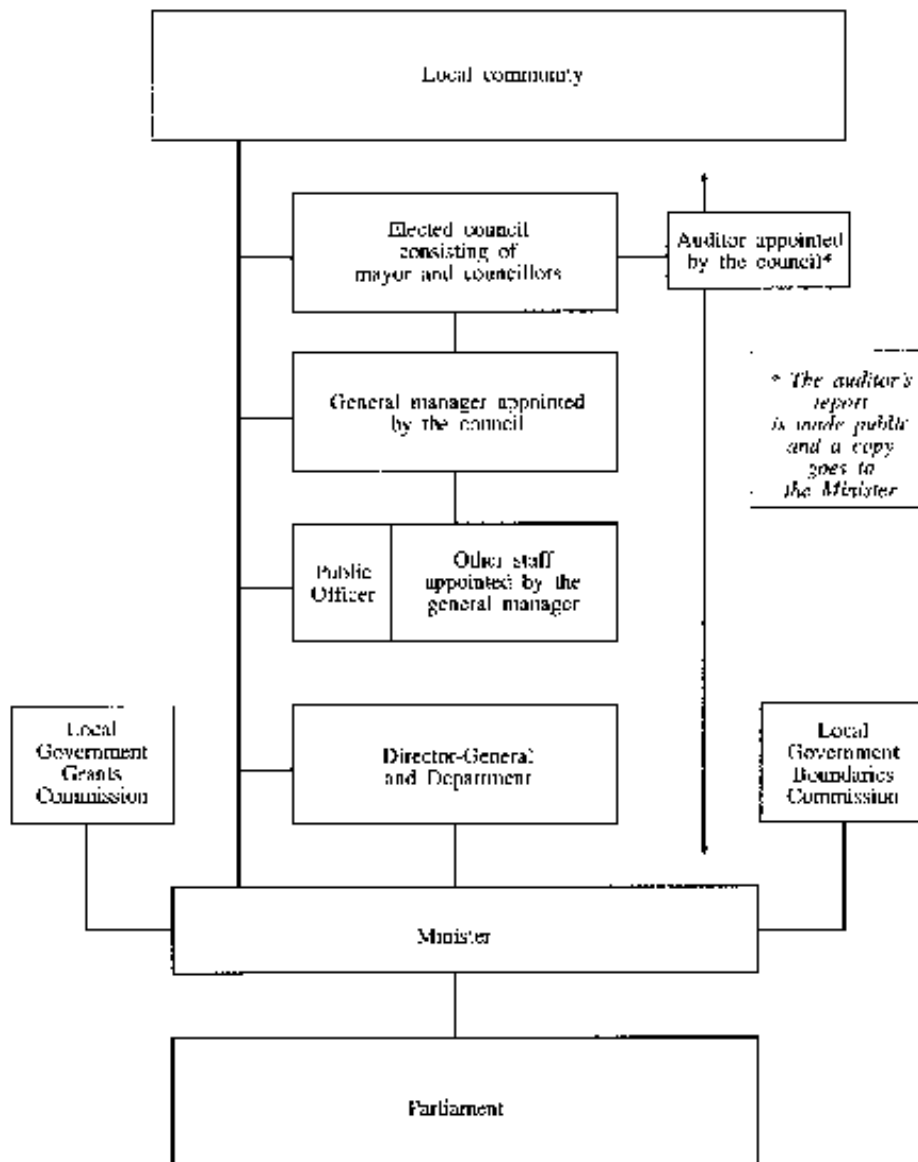 Local community
Elected council
consisting of
mayor and councillors
Auditor appointed
by the council*
General manager appointed
by the council
* The auditor's
report
is made public
and a copy
goes to
the Minister
Public
Officer
Other staff
appointed by the
general manager
Local
Government
Grants
Commission
Director-General
and Department
Local
Government
Boundaries
Commission
Minister
Parliament